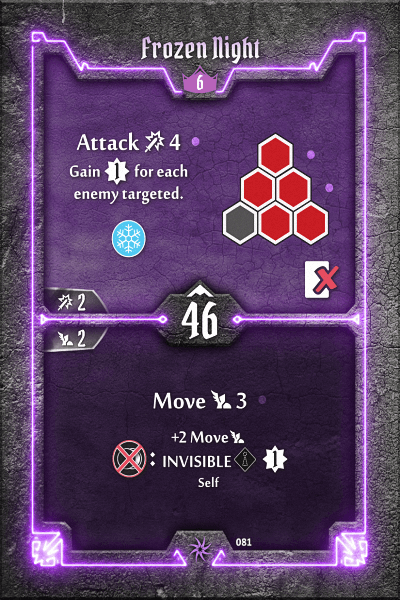 Frozen Night
6
Attack 4
Gain 1 for each
enemy targeted.
2
46
2
Move 3
+2 Move
: INVISIBLE 1
Self
081